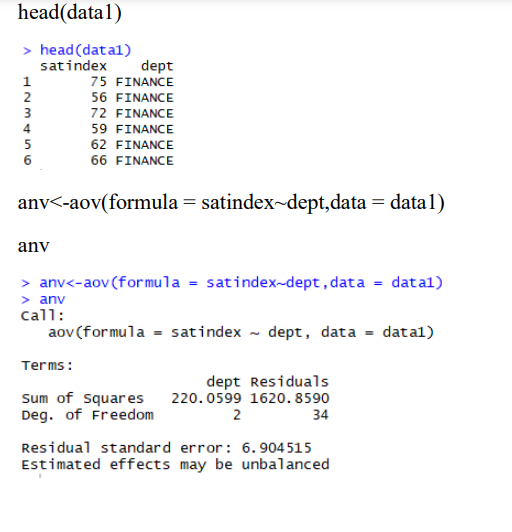 head(data1)
> head(data1)
satindex dept
1 75 FINANCE
2 56 FINANCE
3 72 FINANCE
4 59 FINANCE
5 62 FINANCE
6 66 FINANCE
anv<-aov(formula = satindex~dept,data = data1)
anv
> anv<-aov(formula = satindex~dept,data = data1)
> anv
Call:
aov(formula = satindex ~ dept, data = data1)
Terms:
dept Residuals
Sum of Squares 220.0599 1620.8590
Deg. of Freedom 2 34
Residual standard error: 6.904515
Estimated effects may be unbalanced